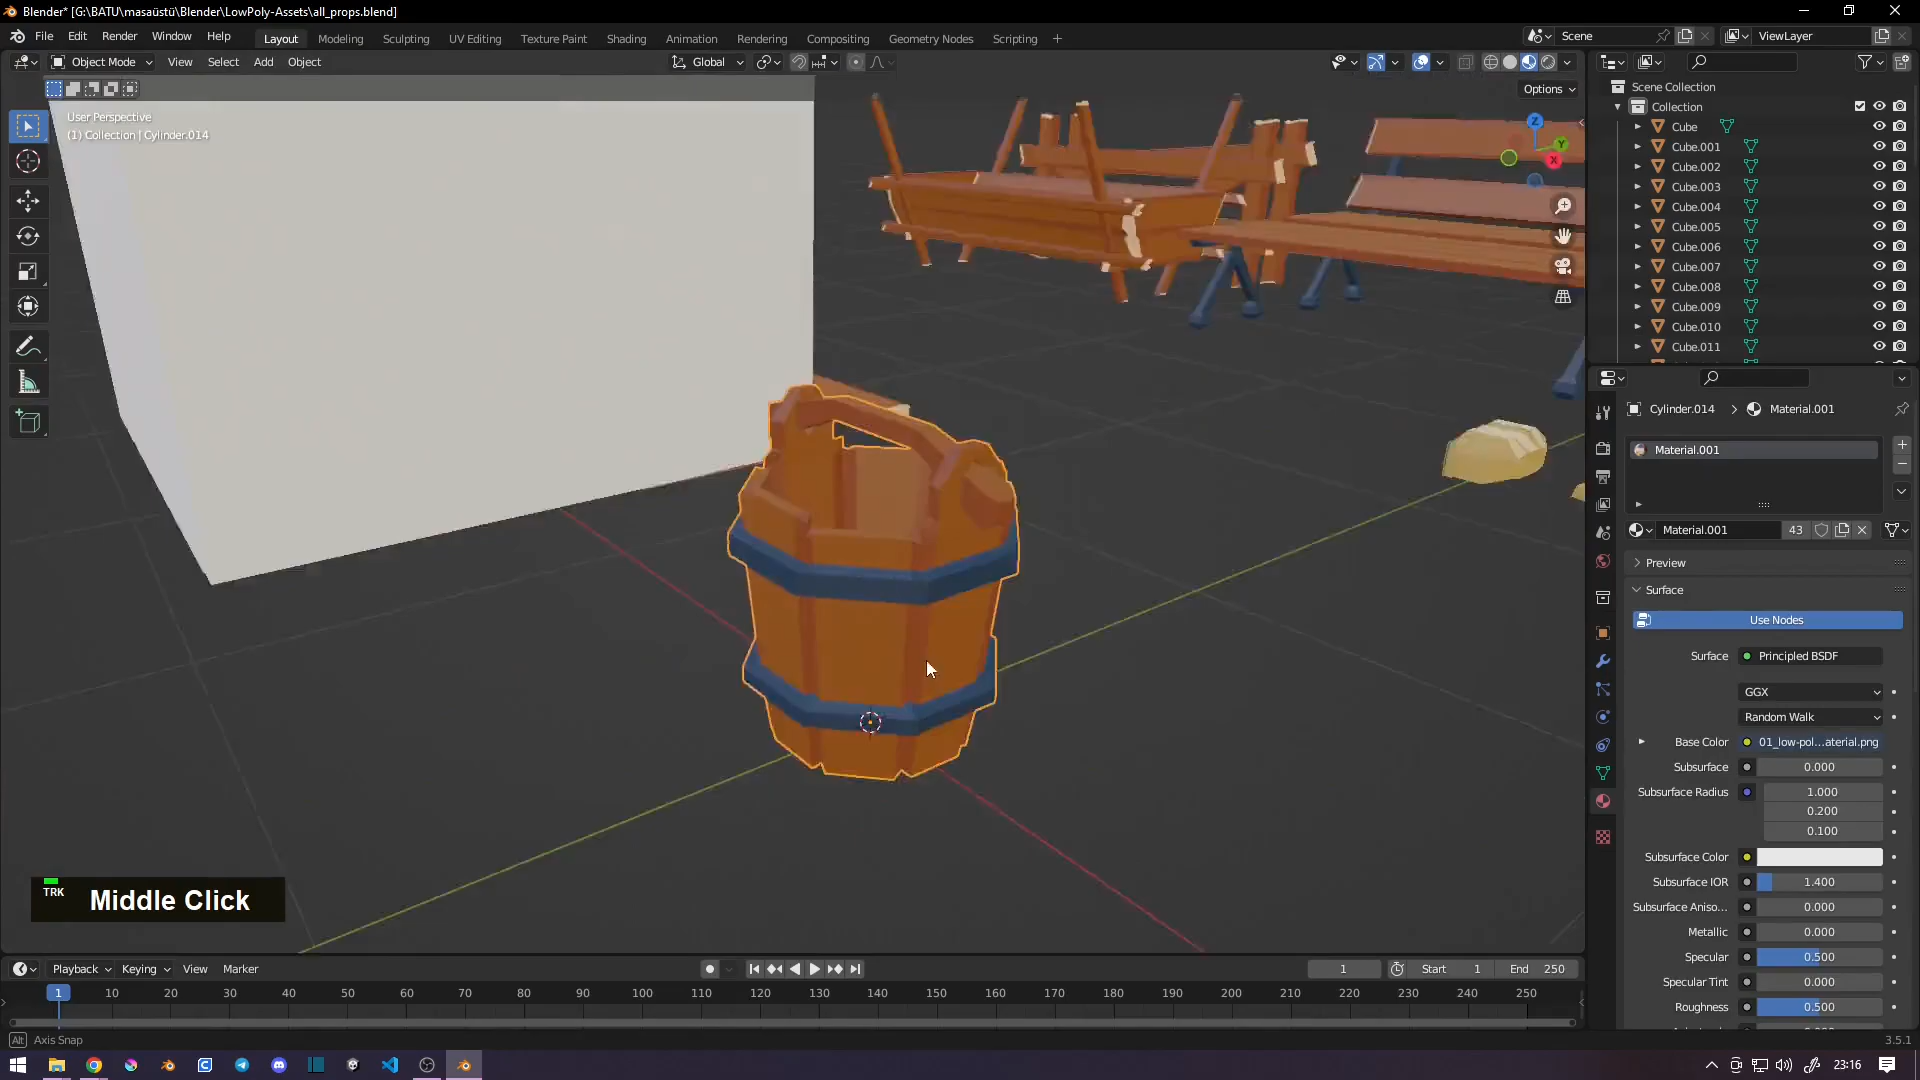 Blender* [G:\BATU\masaüstü\Blender\LowPoly-Assets\all_props.blend]
File Edit Render Window Help Layout Modeling Sculpting UV Editing Texture Paint Shading Animation Rendering Compositing Geometry Nodes Scripting + Scene ViewLayer
Object Mode View Select Add Object Global
Options
User Perspective
(1) Collection | Cylinder.014
Z
Y
X
Scene Collection
Collection
Cube
Cube.001
Cube.002
Cube.003
Cube.004
Cube.005
Cube.006
Cube.007
Cube.008
Cube.009
Cube.010
Cube.011
Cylinder.014 > Material.001
Material.001
Material.001 43
Preview
Surface
Use Nodes
Surface Principled BSDF
GGX
Random Walk
Base Color 01_low-pol...aterial.png
Subsurface 0.000
Subsurface Radius 1.000
0.200
0.100
Subsurface Color
Subsurface IOR 1.400
Subsurface Aniso... 0.000
Metallic 0.000
Specular 0.500
Specular Tint 0.000
Roughness 0.500
TRK
Middle Click
Playback Keying View Marker 1 Start 1 End 250
1 10 20 30 40 50 60 70 80 90 100 110 120 130 140 150 160 170 180 190 200 210 220 230 240 250
Alt Axis Snap 3.5.1
23:16